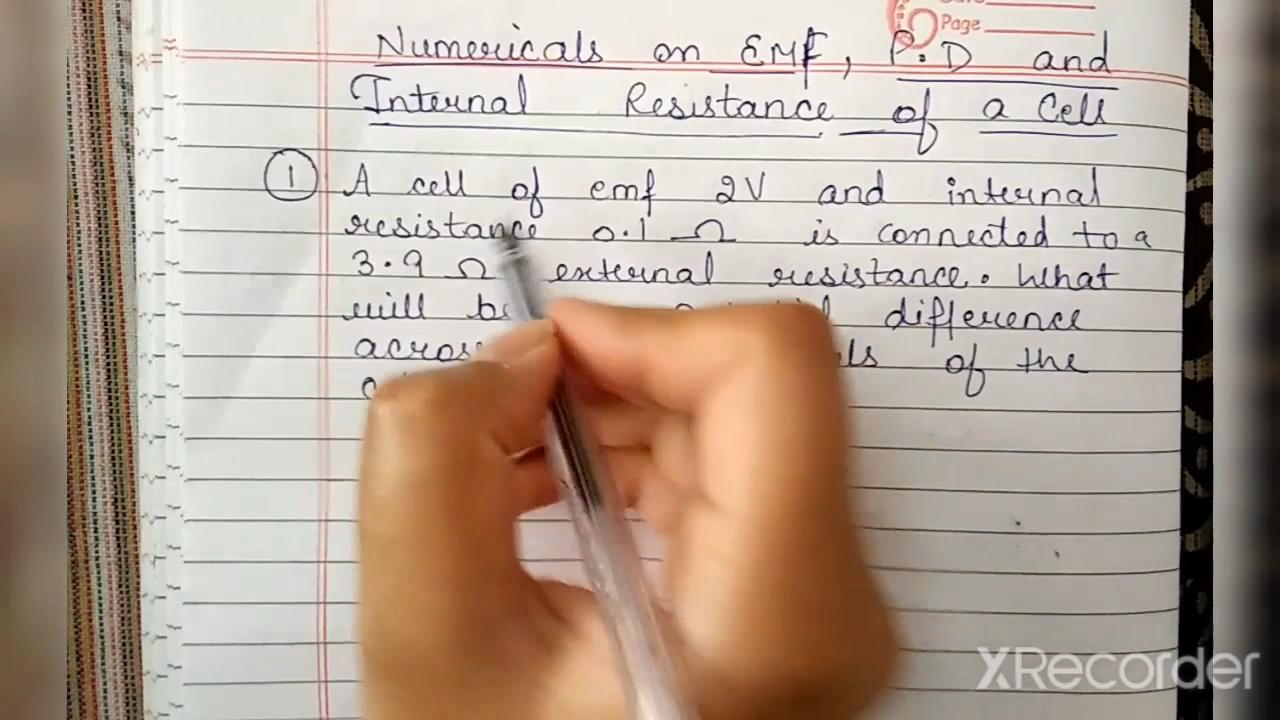 Page
Numericals on EMF, P.D and
Internal Resistance of a Cell
1 A cell of emf 2V and internal
resistance 0.1 Ω is connected to a
3.9 Ω external resistance. What
will be difference
across of the
XRecorder